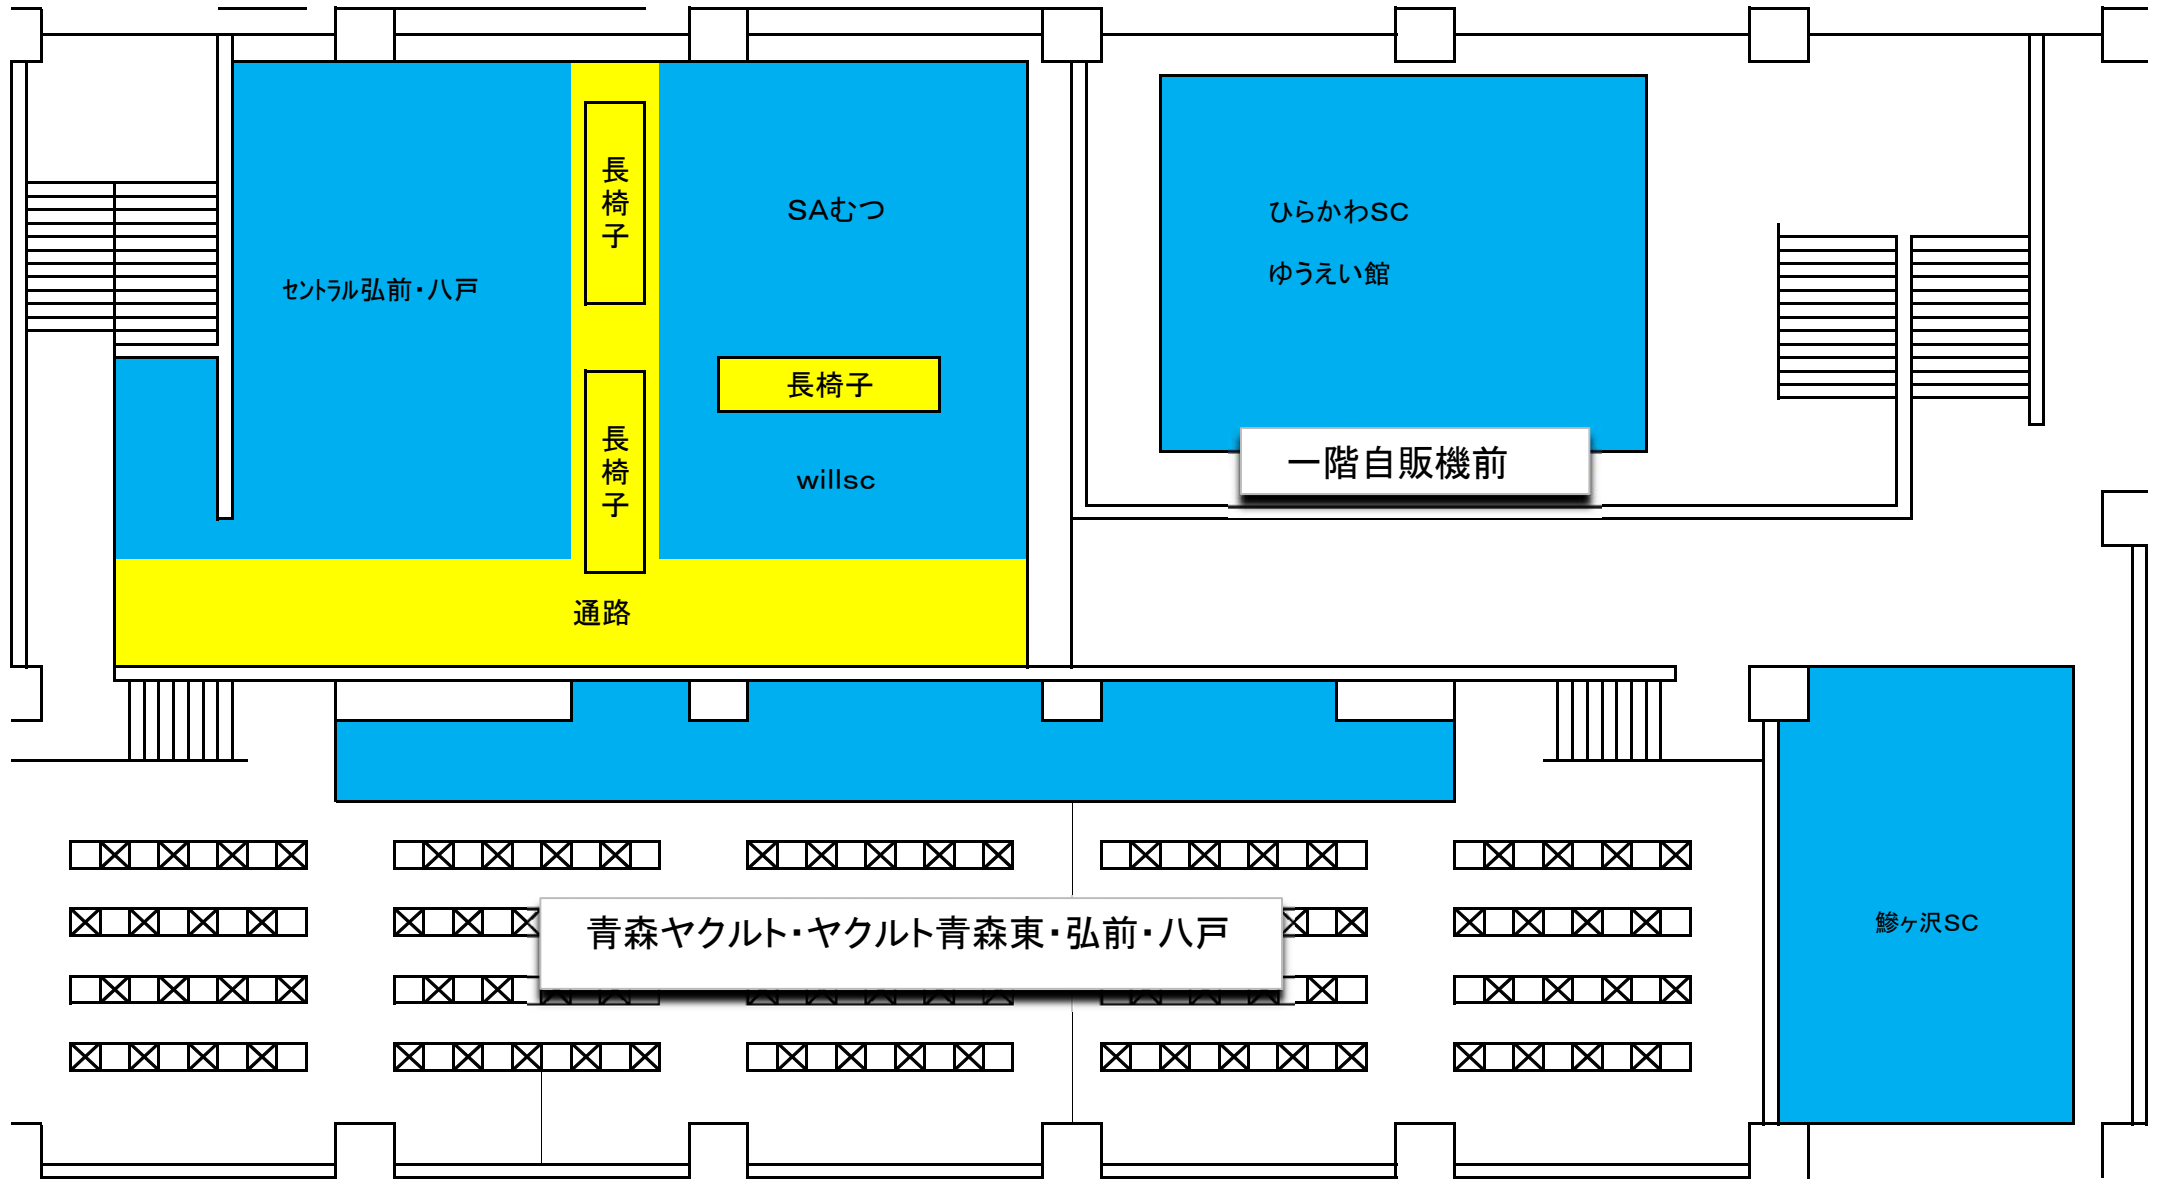 長椅子
SAむつ
ひらかわSC
ゆうえい館
セントラル弘前・八戸
長椅子
長椅子
willsc
一階自販機前
通路
青森ヤクルト・ヤクルト青森東・弘前・八戸
鰺ヶ沢SC